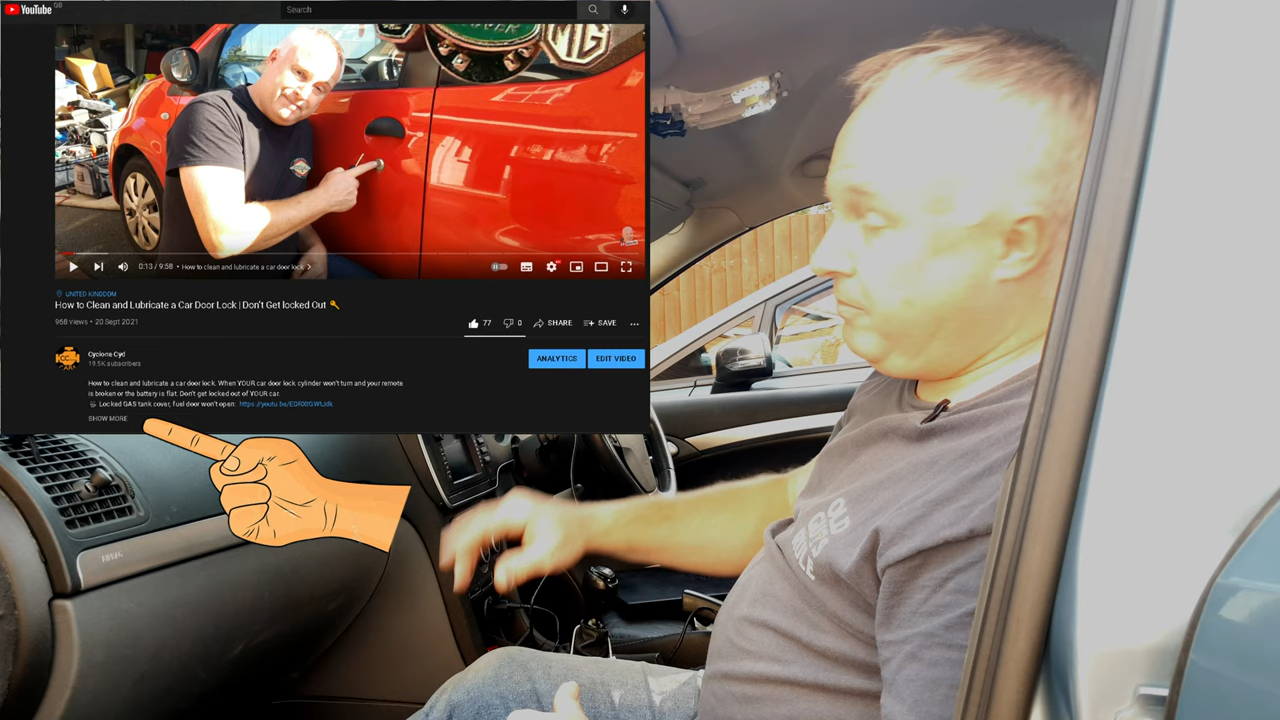 YouTube GB
Search
MG
0:13 / 9:58 • How to clean and lubricate a car door lock
UNITED KINGDOM
How to Clean and Lubricate a Car Door Lock | Don't Get locked Out
968 views • 20 Sept 2021
77
0
SHARE
SAVE
Cyclone Cyd
19.5K subscribers
ANALYTICS
EDIT VIDEO
How to clean and lubricate a car door lock. When YOUR car door lock cylinder won't turn and your remote
is broken or the battery is flat. Don't get locked out of YOUR car.
Locked GAS tank cover, fuel door won't open:
SHOW MORE